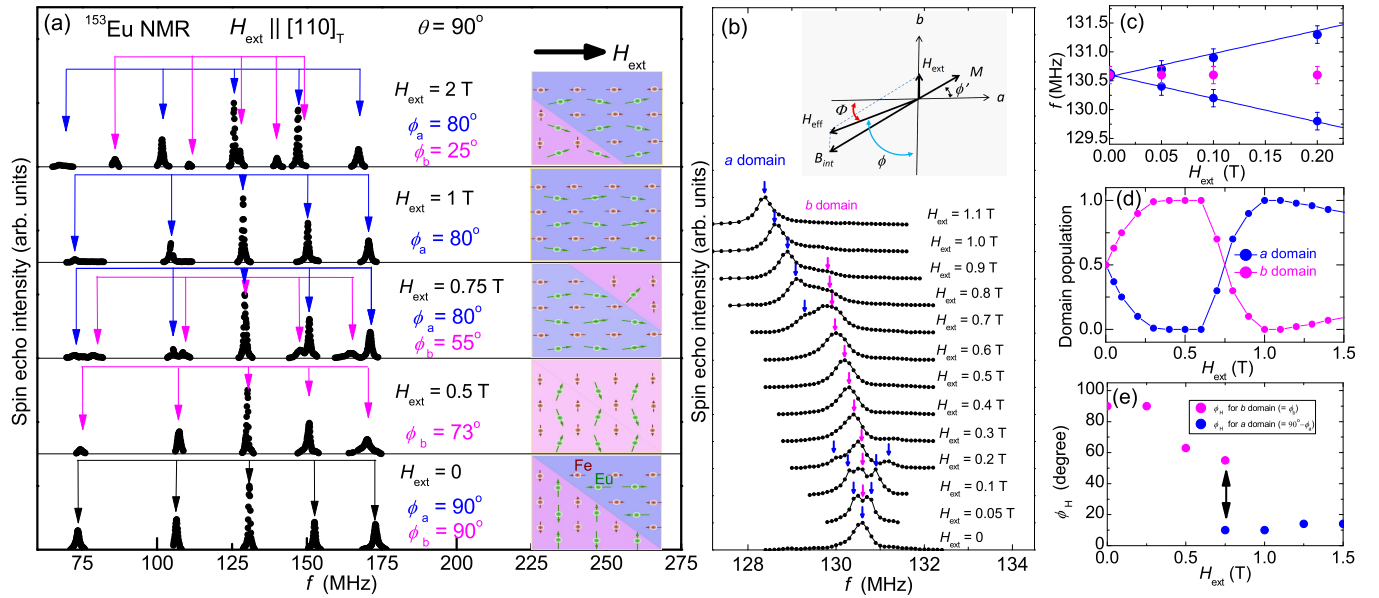 (a)
153Eu NMR
Hext || [110]T
θ = 90°
Hext
Hext = 2 T
ϕa = 80°
ϕb = 25°
Hext = 1 T
ϕa = 80°
Hext = 0.75 T
ϕa = 80°
ϕb = 55°
Hext = 0.5 T
ϕb = 73°
Hext = 0
ϕa = 90°
ϕb = 90°
Fe
Eu
Spin echo intensity (arb. units)
75 100 125 150 175 200 225 250 275
f (MHz)
(b)
b
Hext
M
ϕ'
a
Φ
Heff
Bint
ϕ
a domain
b domain
Hext = 1.1 T
Hext = 1.0 T
Hext = 0.9 T
Hext = 0.8 T
Hext = 0.7 T
Hext = 0.6 T
Hext = 0.5 T
Hext = 0.4 T
Hext = 0.3 T
Hext = 0.2 T
Hext = 0.1 T
Hext = 0.05 T
Hext = 0
Spin echo intensity (arb. units)
128 130 132 134
f (MHz)
(c)
f (MHz)
131.5
131.0
130.5
130.0
129.5
0.00 0.05 0.10 0.15 0.20
Hext (T)
(d)
Domain population
1.0
0.5
0.0
a domain
b domain
0.0 0.5 1.0 1.5
Hext (T)
(e)
ϕH (degree)
100
80
60
40
20
0
ϕH for b domain (= ϕb)
ϕH for a domain (= 90°−ϕa)
0.0 0.5 1.0 1.5
Hext (T)